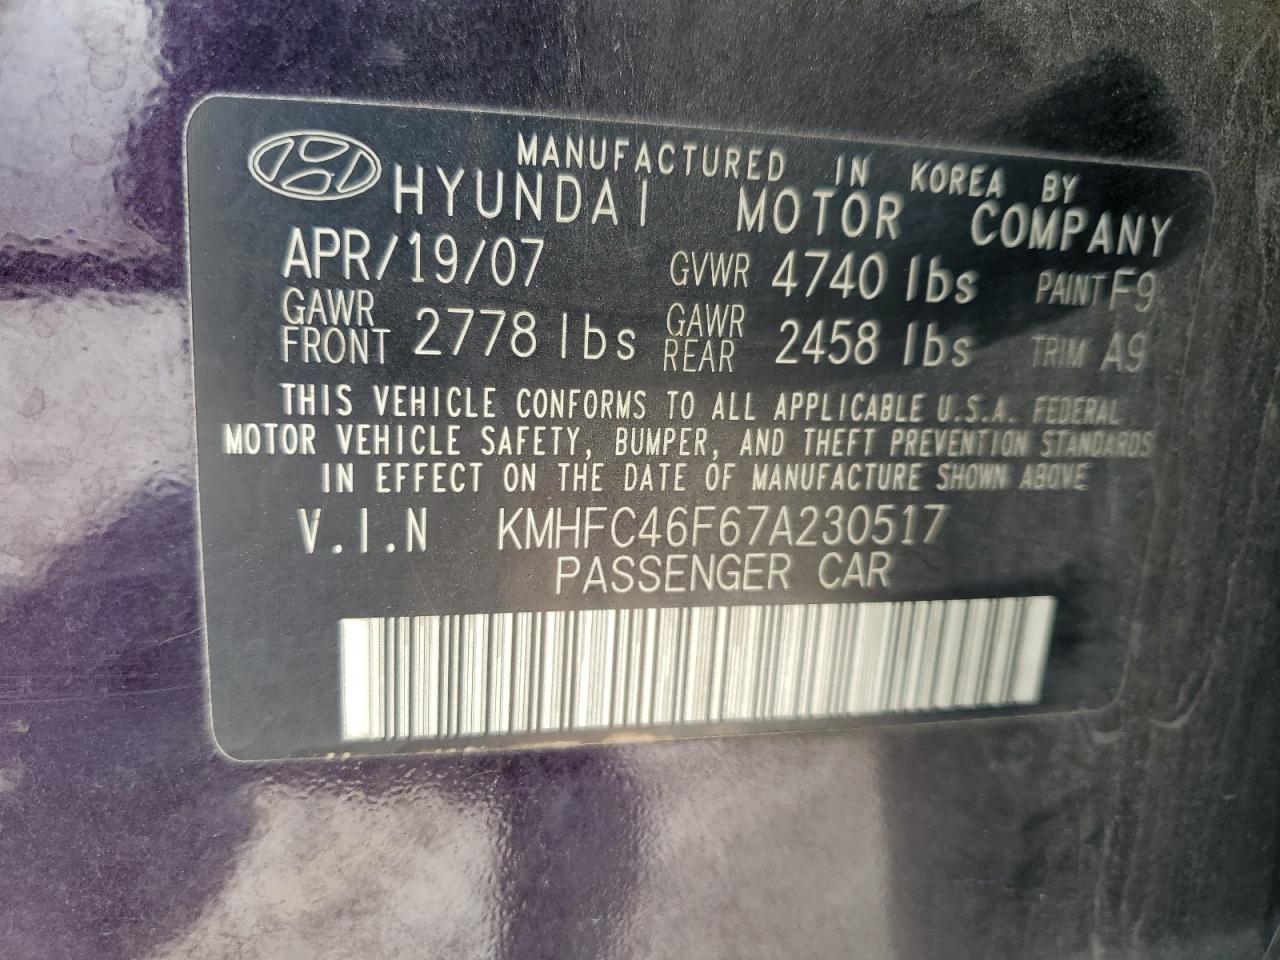 MANUFACTURED IN KOREA BY
HYUNDAI MOTOR COMPANY
APR/19/07 GVWR 4740 lbs PAINT F9
GAWR FRONT 2778 lbs GAWR REAR 2458 lbs TRIM A9
THIS VEHICLE CONFORMS TO ALL APPLICABLE U.S.A. FEDERAL
MOTOR VEHICLE SAFETY, BUMPER, AND THEFT PREVENTION STANDARDS
IN EFFECT ON THE DATE OF MANUFACTURE SHOWN ABOVE
V.I.N KMHFC46F67A230517
PASSENGER CAR